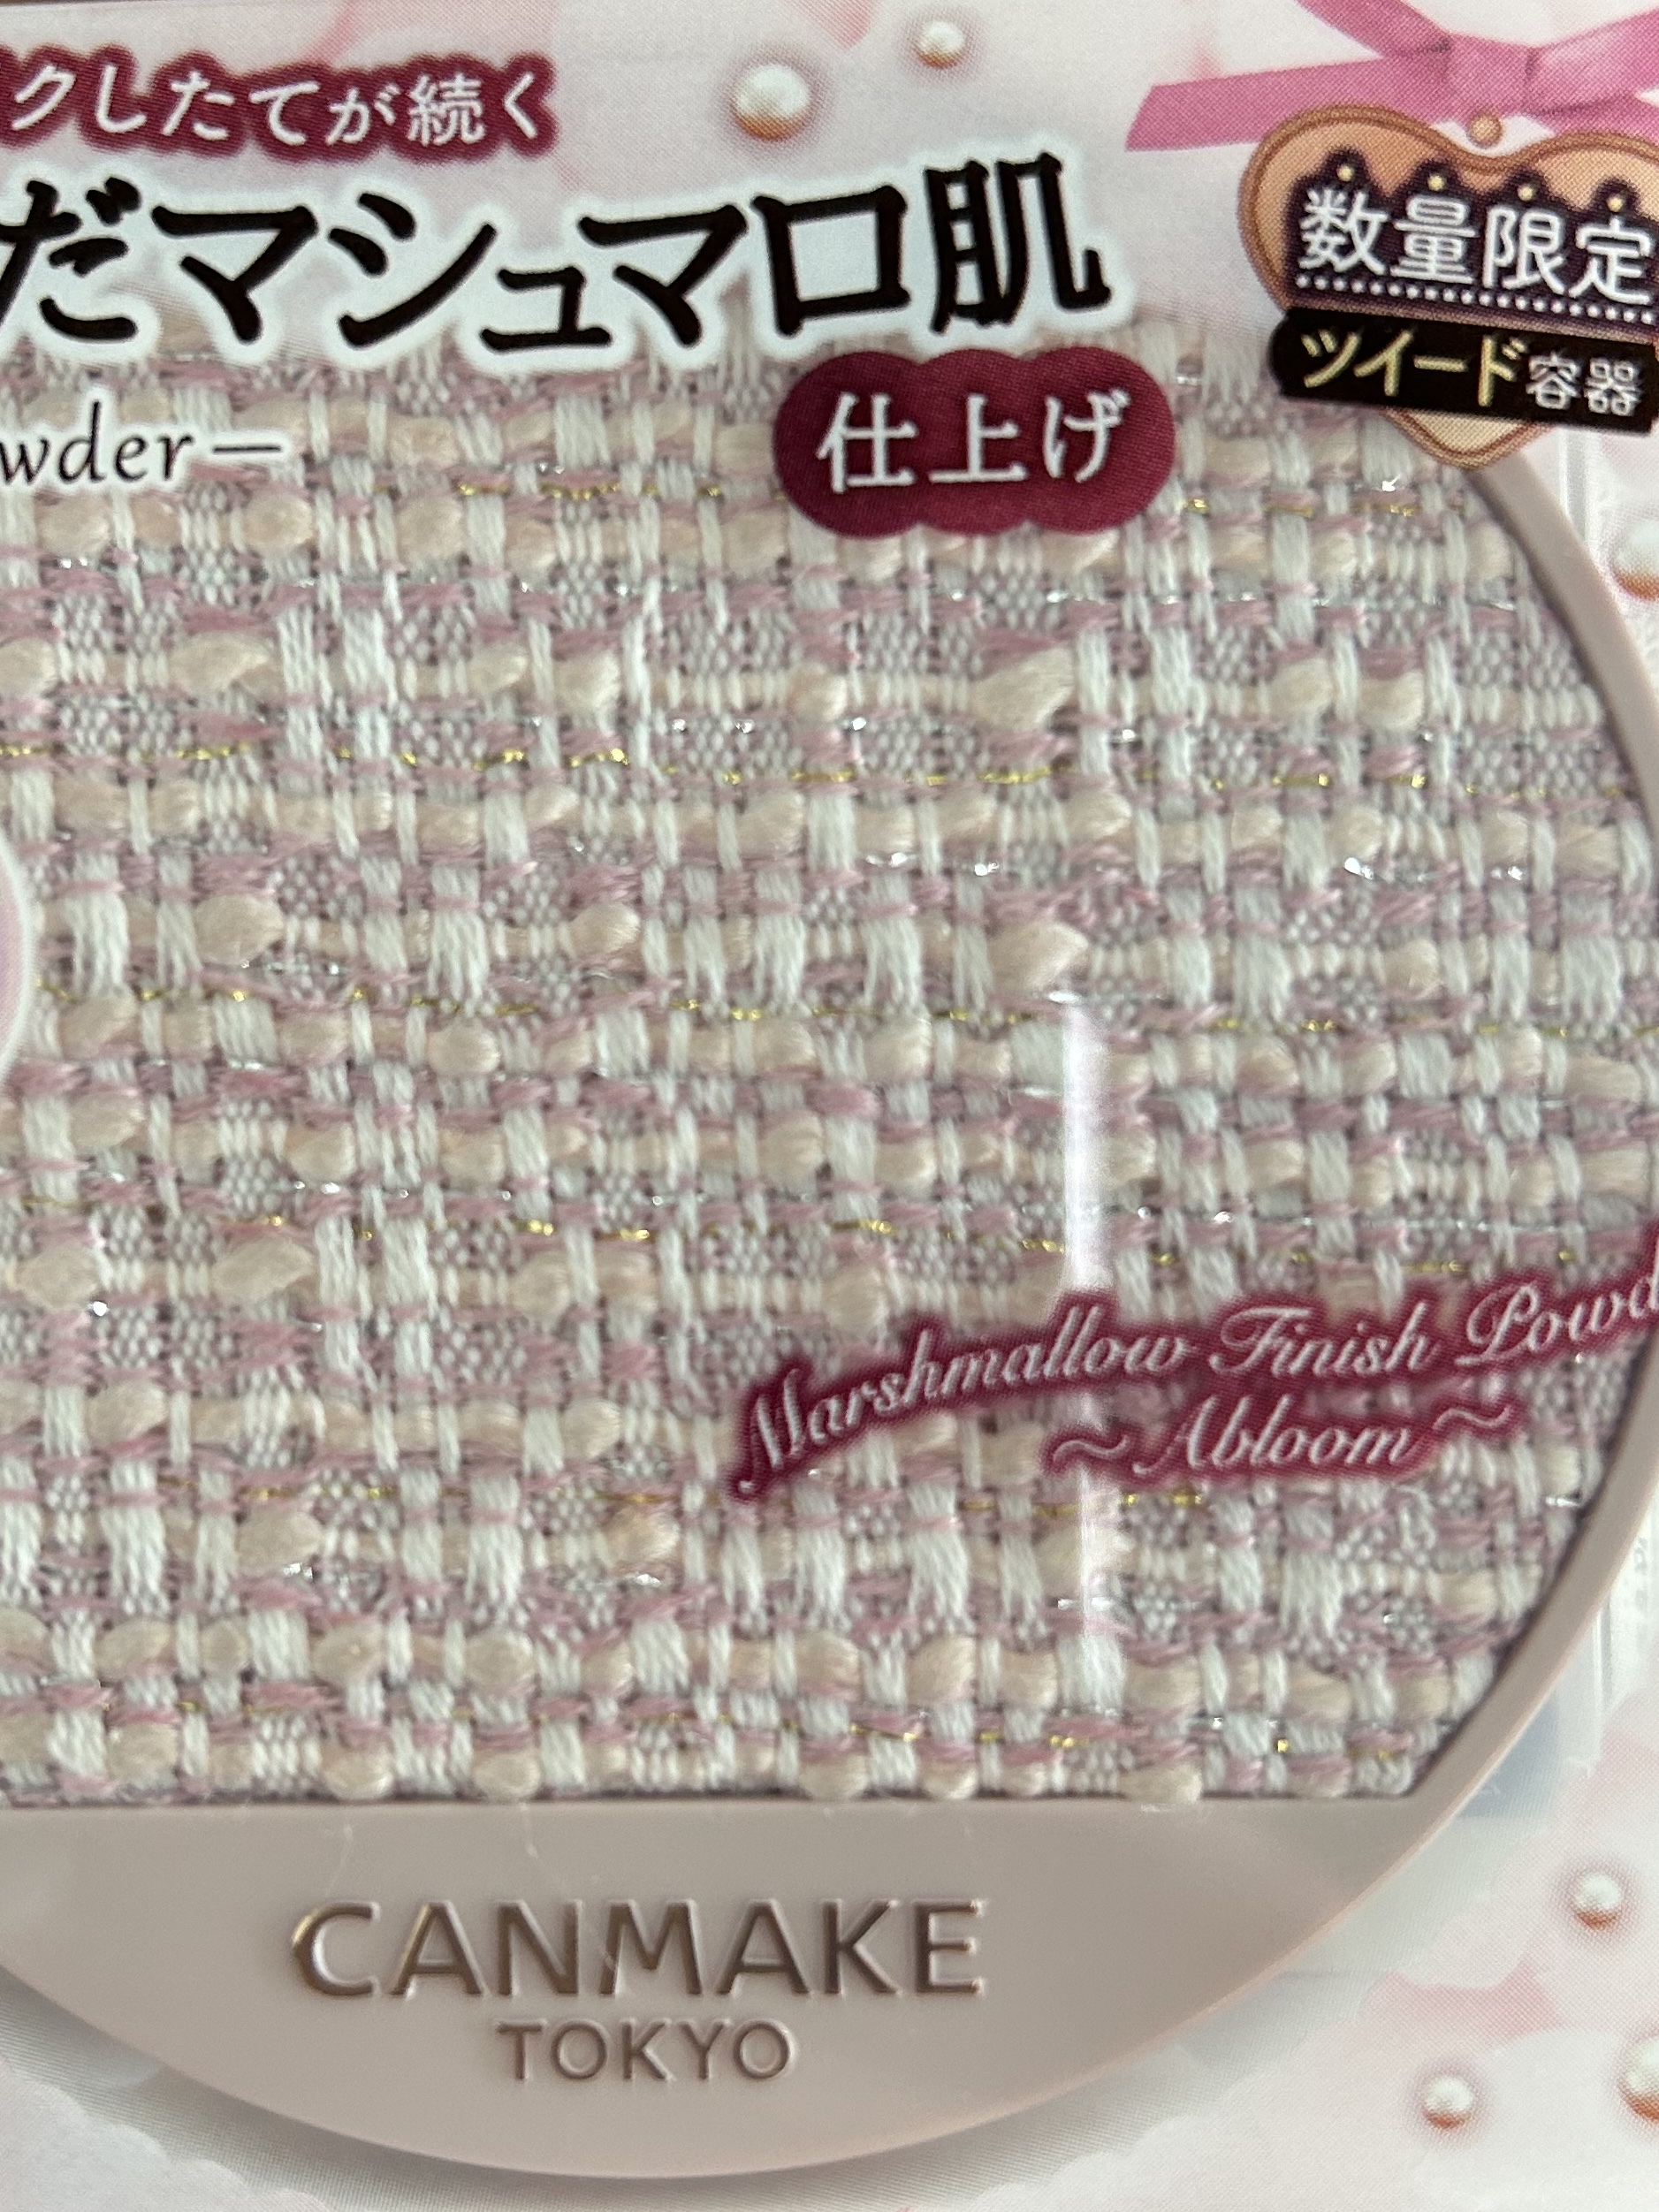 クしたてが続く
だマシュマロ肌
仕上げ
wder－
数量限定
ツイード容器
Marshmallow Finish Powd
～Abloom～
CANMAKE
TOKYO